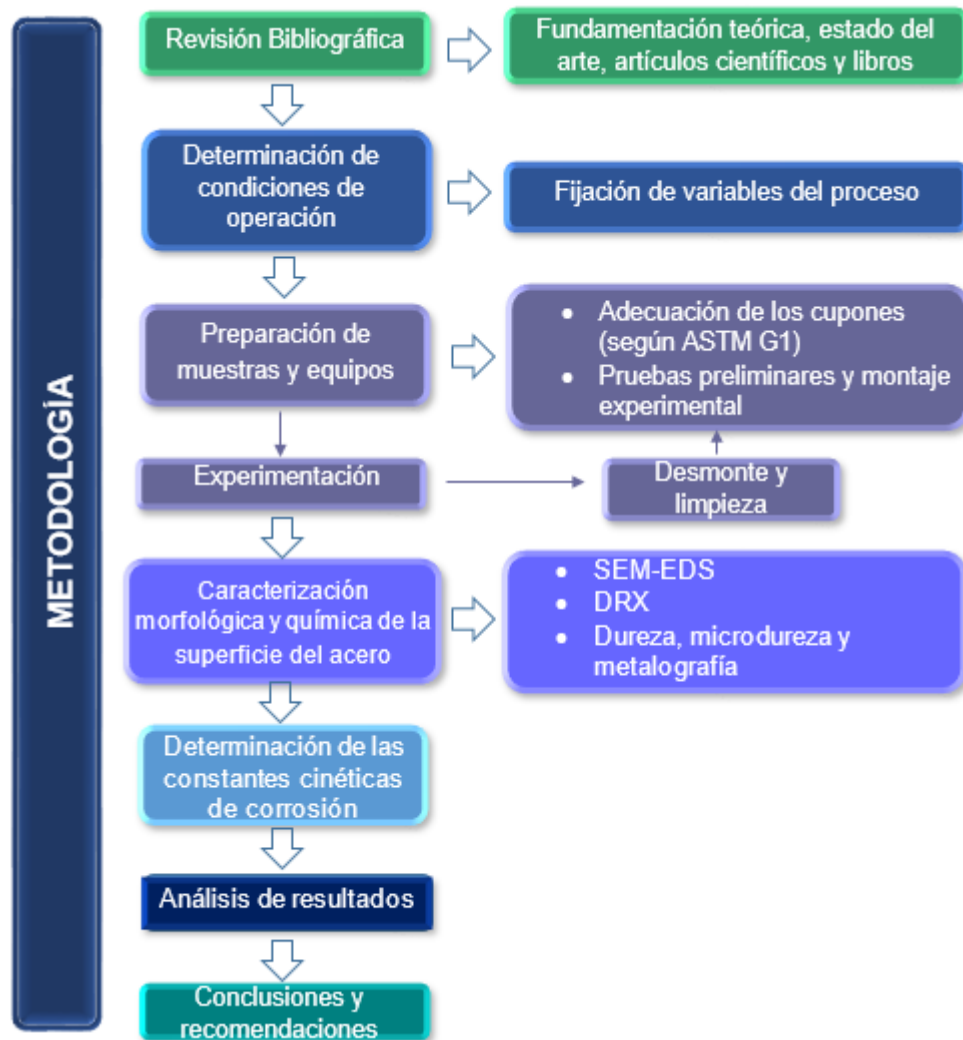 METODOLOGÍA
Revisión Bibliográfica
Fundamentación teórica, estado del
arte, artículos científicos y libros
Determinación de
condiciones de
operación
Fijación de variables del proceso
Preparación de
muestras y equipos
• Adecuación de los cupones
(según ASTM G1)
• Pruebas preliminares y montaje
experimental
Experimentación
Desmonte y
limpieza
Caracterización
morfológica y química de la
superficie del acero
• SEM-EDS
• DRX
• Dureza, microdureza y
metalografía
Determinación de las
constantes cinéticas
de corrosión
Análisis de resultados
Conclusiones y
recomendaciones